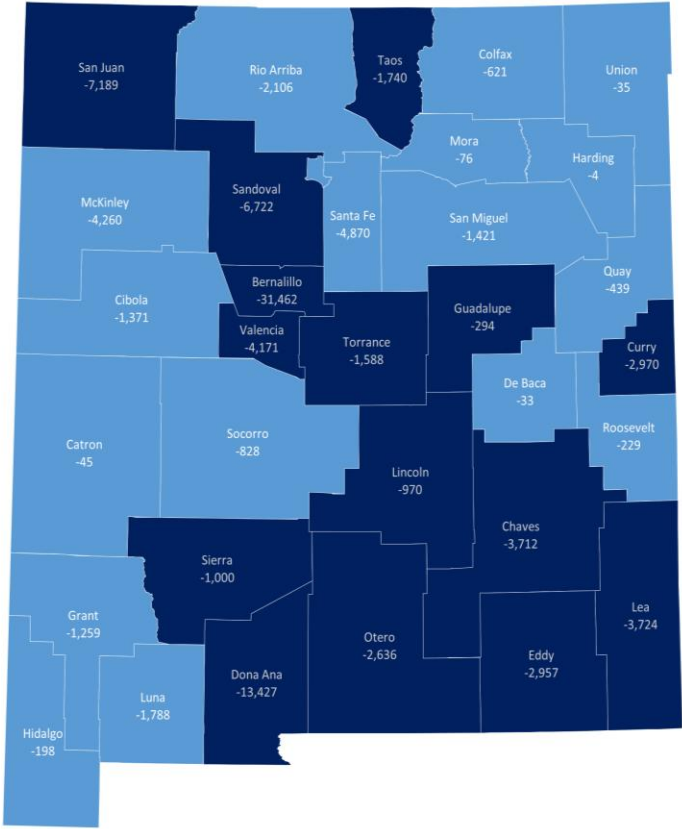 San Juan
-7,189
Rio Arriba
-2,106
Taos
-1,740
Colfax
-621
Union
-35
Mora
-76
Harding
-4
McKinley
-4,260
Sandoval
-6,722
Santa Fe
-4,870
San Miguel
-1,421
Quay
-439
Cibola
-1,371
Bernalillo
-31,462
Valencia
-4,171
Torrance
-1,588
Guadalupe
-294
Curry
-2,970
De Baca
-33
Roosevelt
-229
Catron
-45
Socorro
-828
Lincoln
-970
Chaves
-3,712
Sierra
-1,000
Grant
-1,259
Lea
-3,724
Otero
-2,636
Eddy
-2,957
Dona Ana
-13,427
Luna
-1,788
Hidalgo
-198